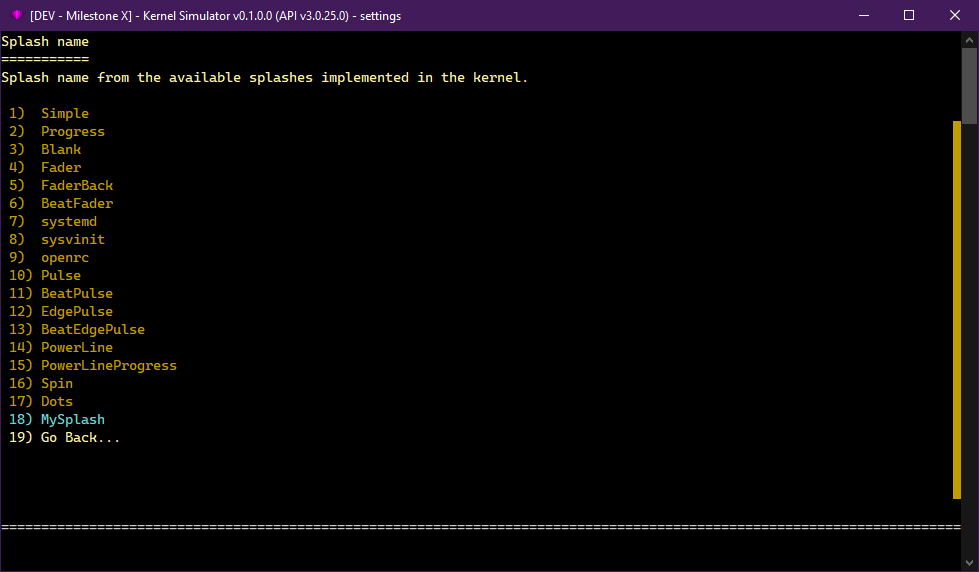 [DEV - Milestone X] - Kernel Simulator v0.1.0.0 (API v3.0.25.0) - settings
Splash name
===========
Splash name from the available splashes implemented in the kernel.
1) Simple
2) Progress
3) Blank
4) Fader
5) FaderBack
6) BeatFader
7) systemd
8) sysvinit
9) openrc
10) Pulse
11) BeatPulse
12) EdgePulse
13) BeatEdgePulse
14) PowerLine
15) PowerLineProgress
16) Spin
17) Dots
18) MySplash
19) Go Back...
========================================================================================================================